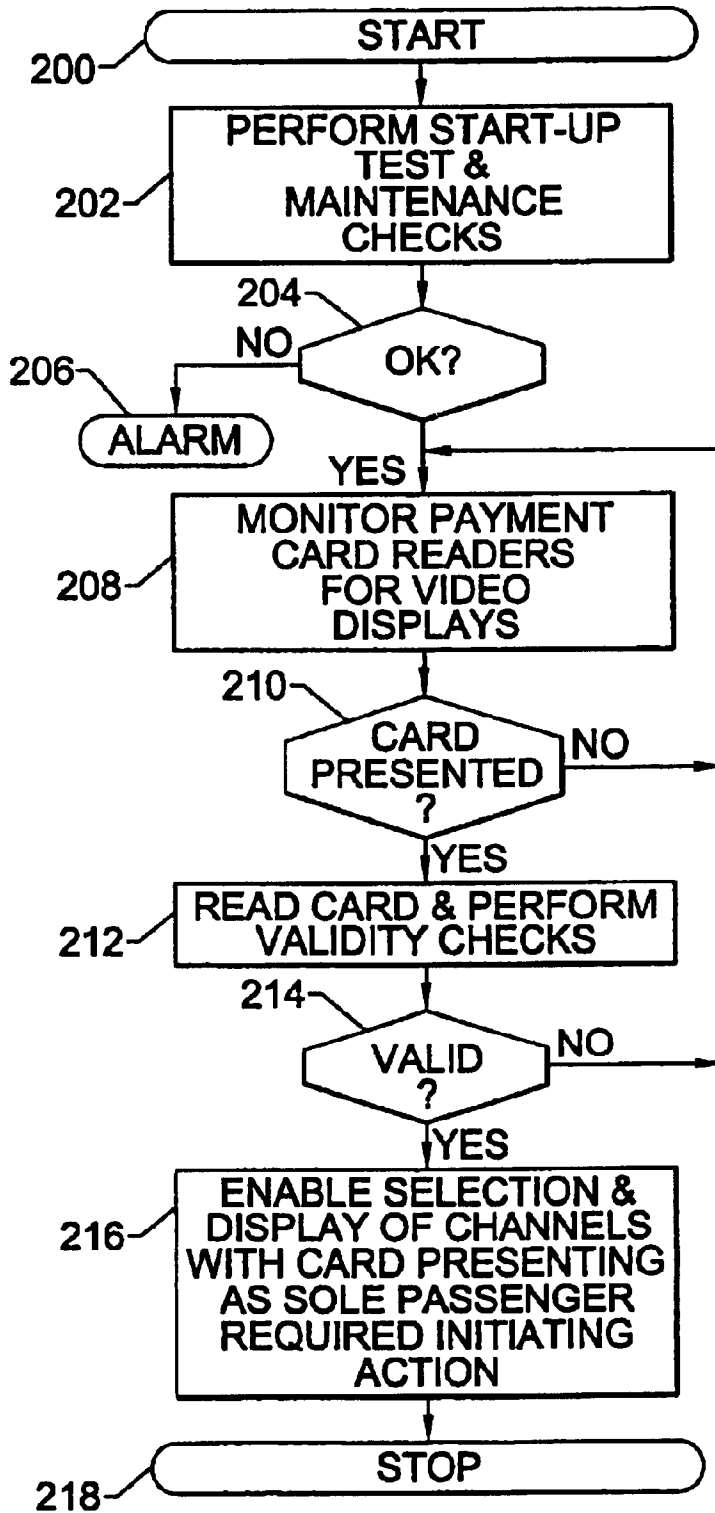 START
200
PERFORM START-UP
TEST &
MAINTENANCE
CHECKS
202
204
OK?
NO
206
ALARM
YES
MONITOR PAYMENT
CARD READERS
FOR VIDEO
DISPLAYS
208
210
CARD
PRESENTED
?
NO
YES
READ CARD & PERFORM
VALIDITY CHECKS
212
214
VALID
?
NO
YES
ENABLE SELECTION &
DISPLAY OF CHANNELS
WITH CARD PRESENTING
AS SOLE PASSENGER
REQUIRED INITIATING
ACTION
216
STOP
218